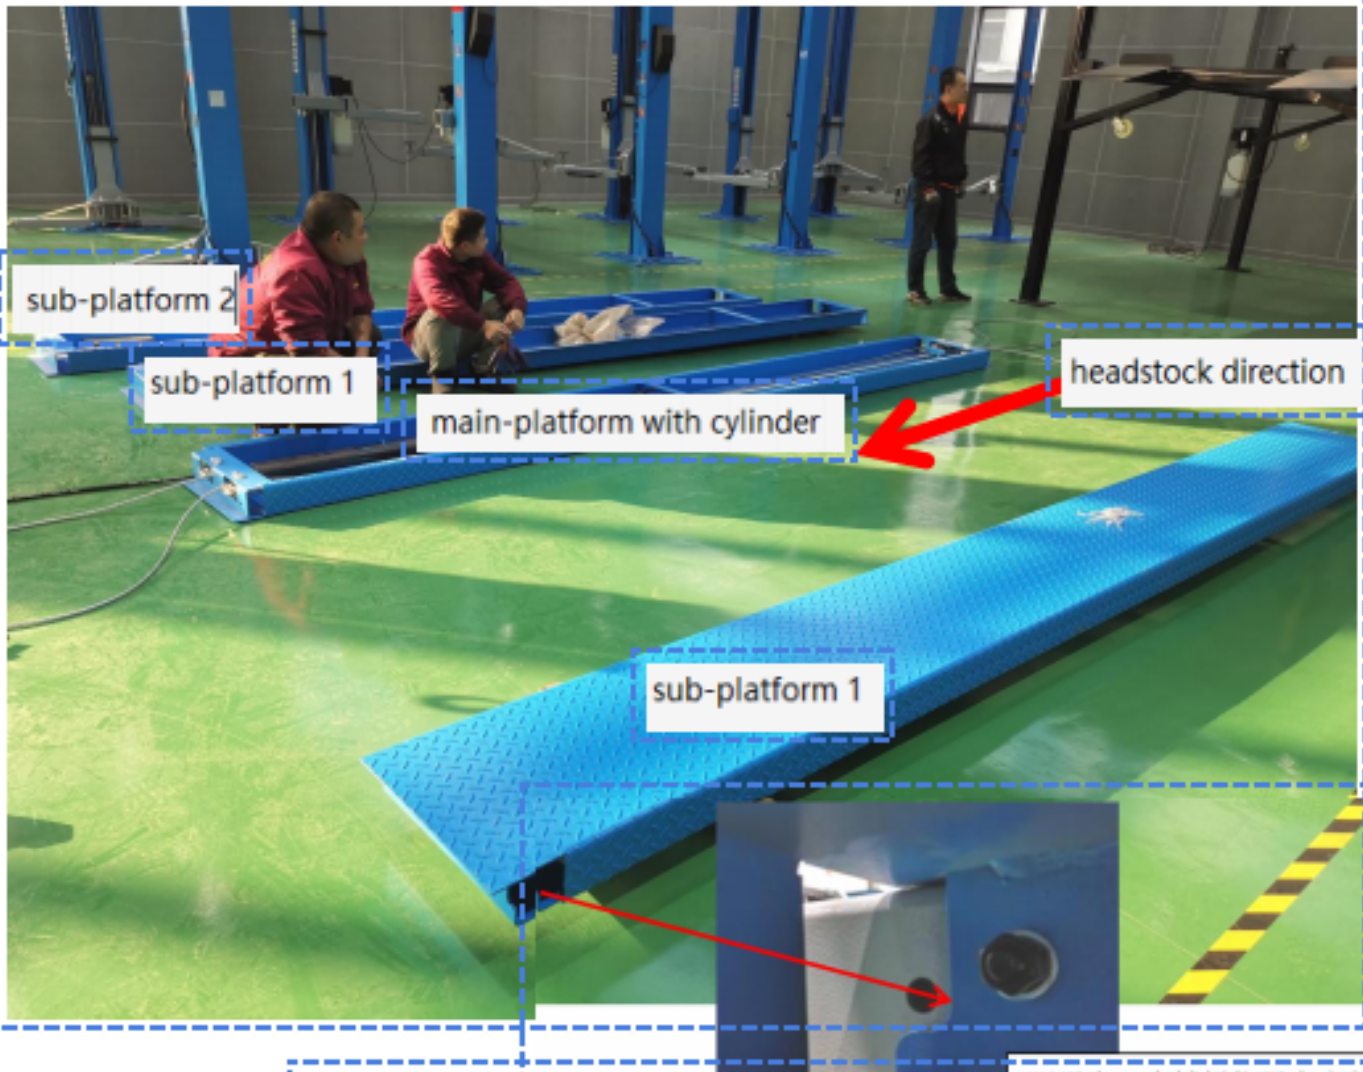 sub-platform 2
sub-platform 1
headstock direction
main-platform with cylinder
sub-platform 1